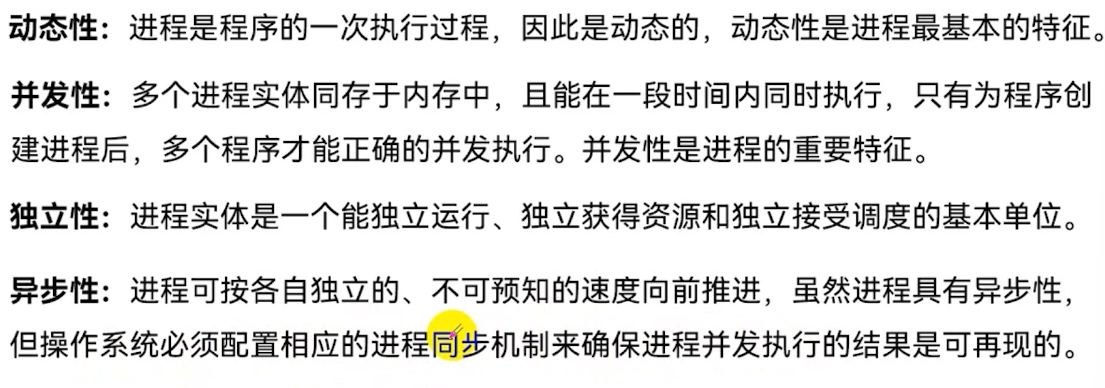 动态性：进程是程序的一次执行过程，因此是动态的，动态性是进程最基本的特征。
并发性：多个进程实体同存于内存中，且能在一段时间内同时执行，只有为程序创
建进程后，多个程序才能正确的并发执行。并发性是进程的重要特征。
独立性：进程实体是一个能独立运行、独立获得资源和独立接受调度的基本单位。
异步性：进程可按各自独立的、不可预知的速度向前推进，虽然进程具有异步性，
但操作系统必须配置相应的进程同步机制来确保进程并发执行的结果是可再现的。